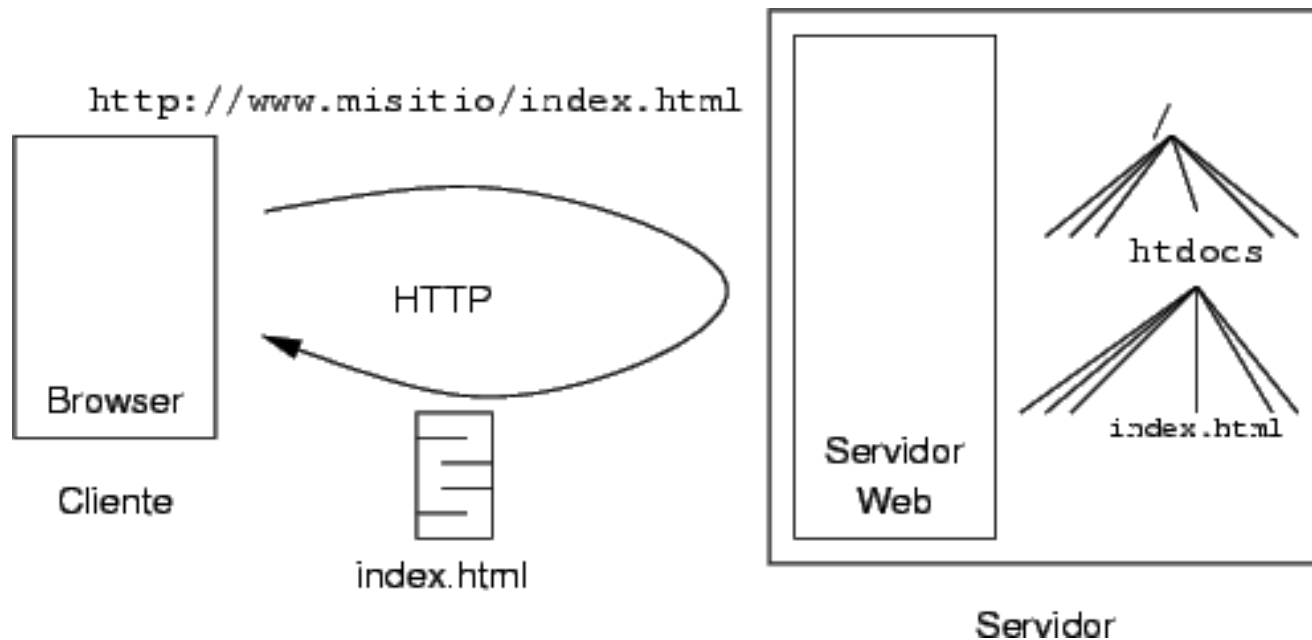 http://www.misitio/index.html
/
htdocs
HTTP
Browser
index.html
Servidor
Web
Cliente
index.html
Servidor